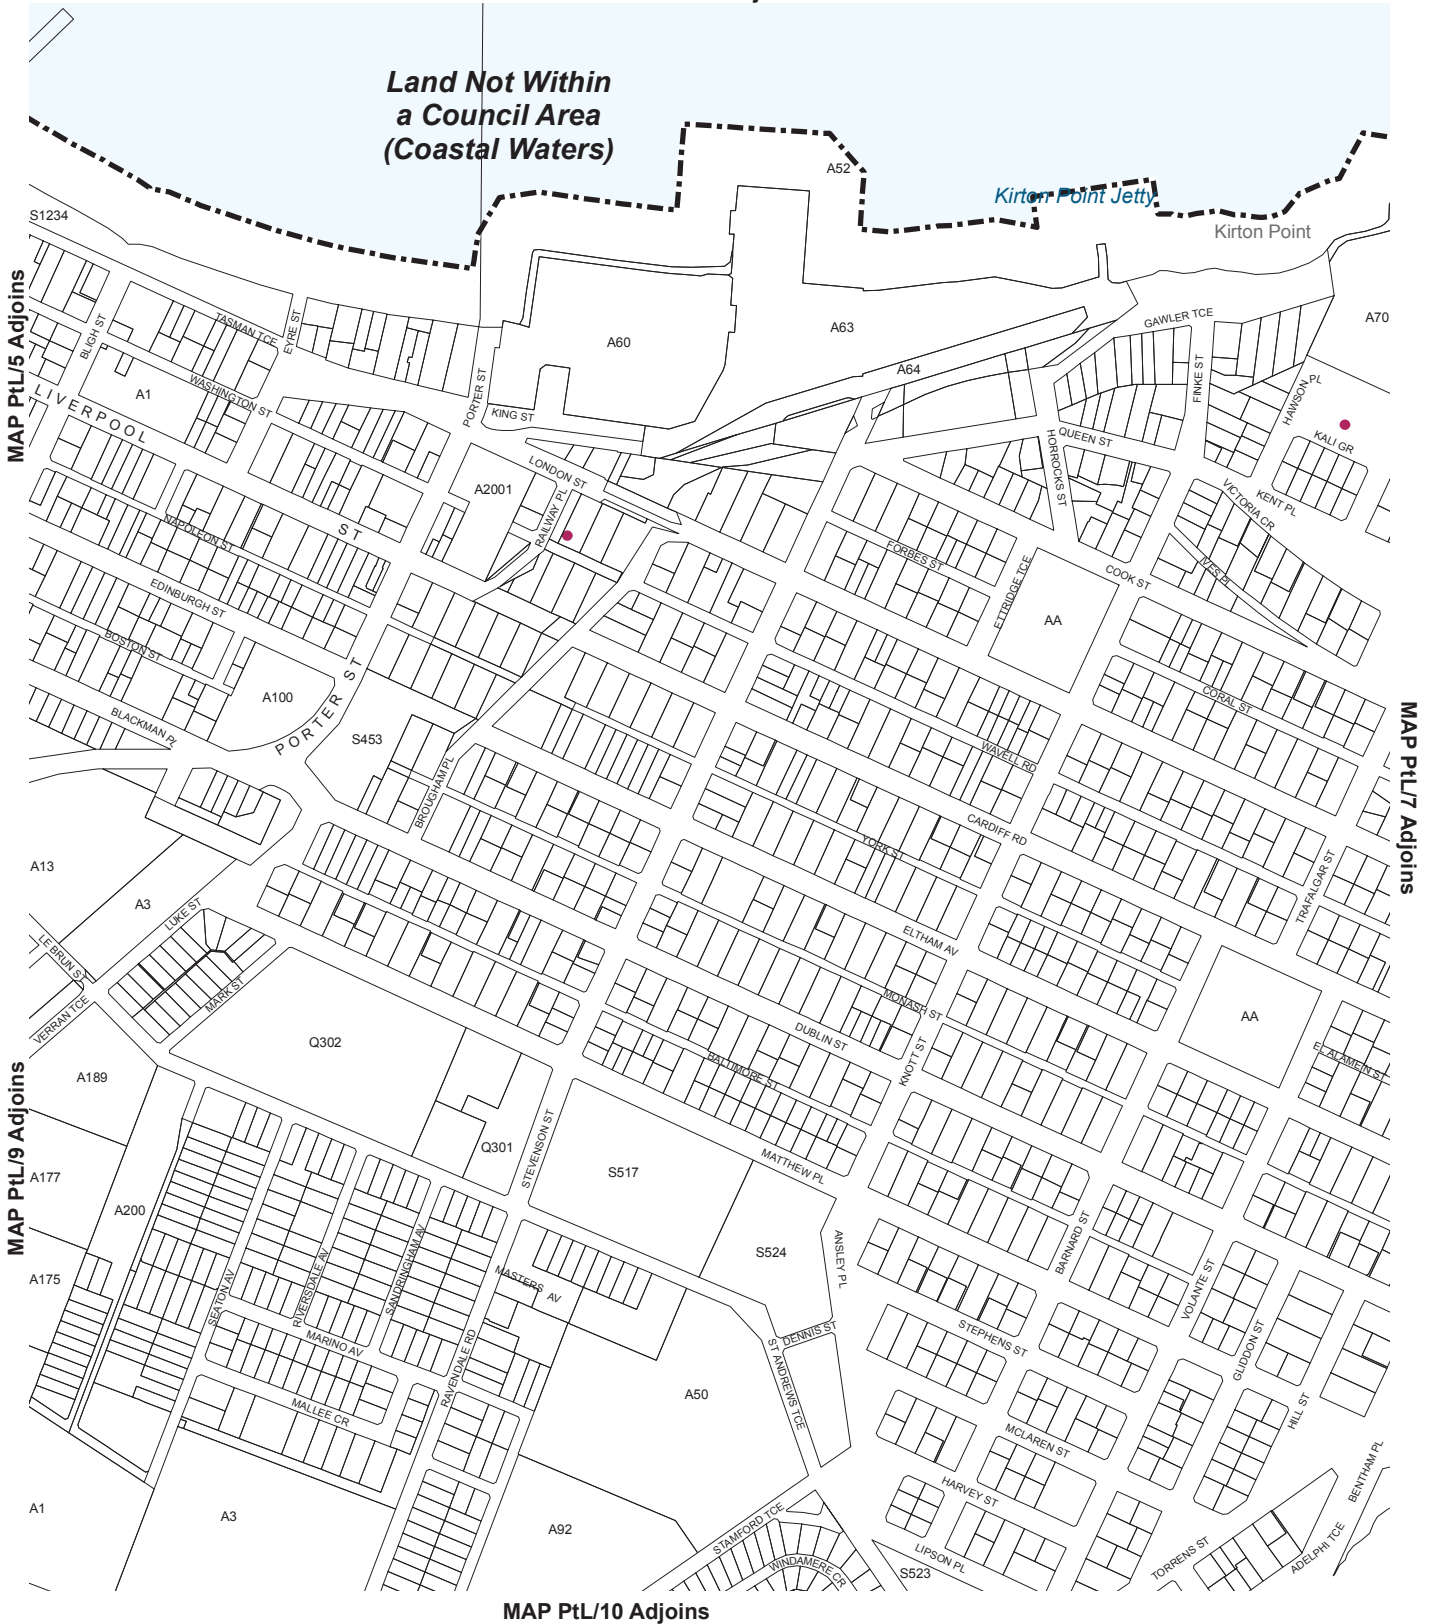 Land Not Within
a Council Area
(Coastal Waters)
A52
Kirton Point Jetty
Kirton Point
S1234
MAP PtL/5 Adjoins
BLIGH ST
TASMAN TCE
EYRE ST
A60
A63
A64
GAWLER TCE
A70
A1
WASHINGTON ST
LIVERPOOL
ST
PORTER ST
KING ST
FINKE ST
HAWSON PL
KALI GR
QUEEN ST
HORROCKS ST
LONDON ST
A2001
RAILWAY PL
VICTORIA CR
KENT PL
NAPOLEON ST
FORBES ST
ETTRIDGE TCE
COOK ST
IVES PL
EDINBURGH ST
AA
BOSTON ST
A100
PORTER ST
CORAL ST
BLACKMAN PL
S453
WAVELL RD
MAP PtL/7 Adjoins
BROUGHAM PL
CARDIFF RD
YORK ST
A13
TRAFALGAR ST
A3
LUKE ST
ELTHAM AV
LE BRUN ST
MARK ST
MONASH ST
VERRAN TCE
DUBLIN ST
AA
Q302
KNOTT ST
BALTIMORE ST
EL ALAMEIN ST
A189
MAP PtL/9 Adjoins
Q301
STEVENSON ST
MATTHEW PL
A177
S517
A200
BARNARD ST
SANDRINGHAM AV
S524
ANSLEY PL
A175
SEATON AV
RIVERSDALE AV
MASTERS AV
VOLANTE ST
MARINO AV
DENNIS ST
STEPHENS ST
GLIDDON ST
RAVENDALE RD
ST ANDREWS TCE
A50
MALLEE CR
HILL ST
MCLAREN ST
BENTHAM PL
HARVEY ST
A1
A3
A92
STAMFORD TCE
WINDAMERE CR
LIPSON PL
S523
TORRENS ST
ADELPHI TCE
MAP PtL/10 Adjoins